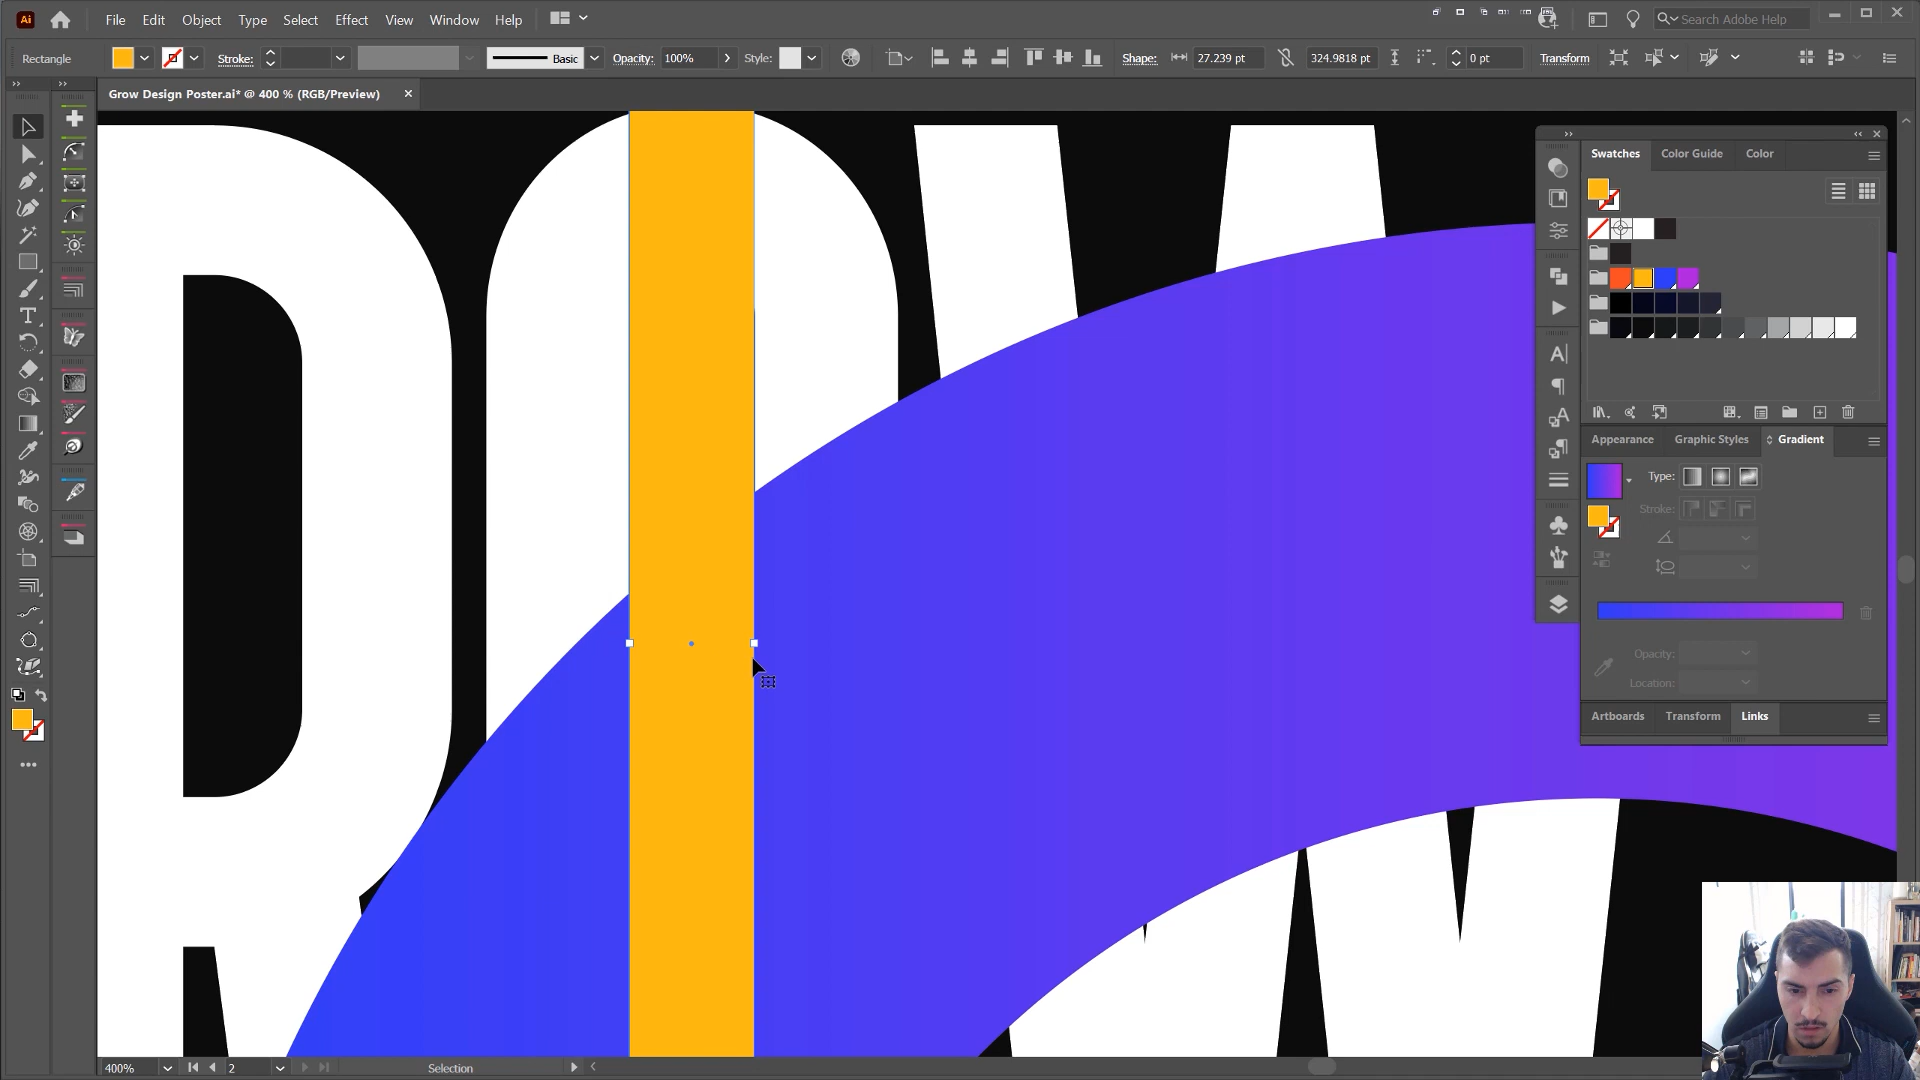 Ai File Edit Object Type Select Effect View Window Help Search Adobe Help
Rectangle Stroke: Basic Opacity: 100% Style: Shape: 27.239 pt 324.9818 pt 0 pt Transform
Grow Design Poster.ai* @ 400 % (RGB/Preview)
ROW
Swatches Color Guide Color
Appearance Graphic Styles Gradient
Type:
Stroke:
Opacity:
Location:
Artboards Transform Links
400% 2 Selection